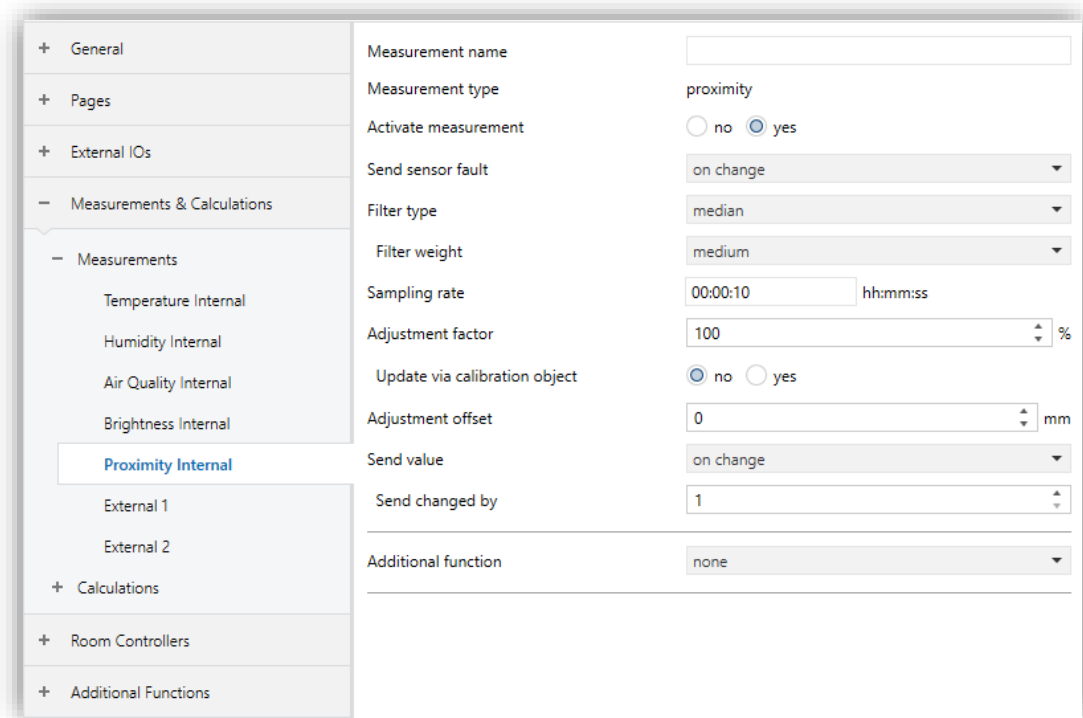 + General
+ Pages
+ External IOs
− Measurements & Calculations
− Measurements
Temperature Internal
Humidity Internal
Air Quality Internal
Brightness Internal
Proximity Internal
External 1
External 2
+ Calculations
+ Room Controllers
+ Additional Functions
Measurement name
Measurement type proximity
Activate measurement no yes
Send sensor fault on change
Filter type median
Filter weight medium
Sampling rate 00:00:10 hh:mm:ss
Adjustment factor 100 %
Update via calibration object no yes
Adjustment offset 0 mm
Send value on change
Send changed by 1
Additional function none